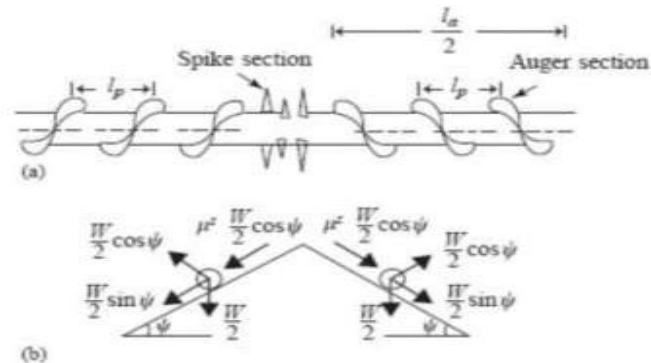 l_α
2
Spike section
Auger section
l_p
l_p
(a)
W/2 cos ψ
μ^z W/2 cos ψ
μ^z W/2 cos ψ
W/2 cos ψ
W/2 sin ψ
W/2
W/2
W/2 sin ψ
ψ
ψ
(b)